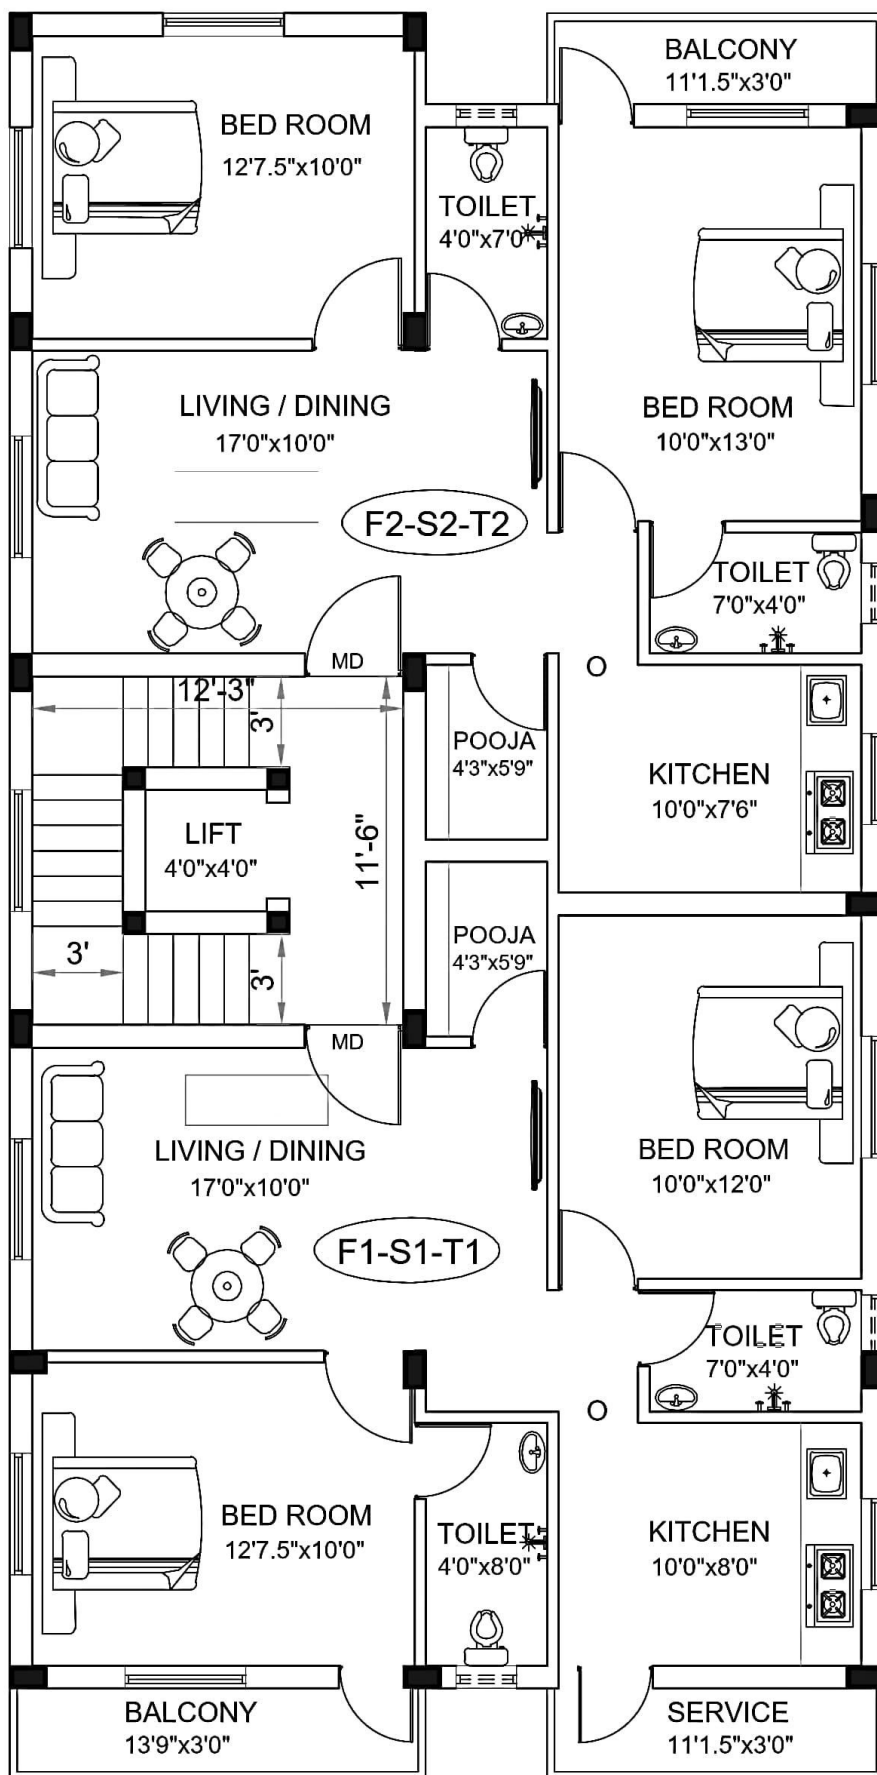 BALCONY
11'1.5"x3'0"
BED ROOM
12'7.5"x10'0"
TOILET
4'0"x7'0"
LIVING / DINING
17'0"x10'0"
BED ROOM
10'0"x13'0"
F2-S2-T2
TOILET
7'0"x4'0"
MD
O
12'-3"
3'
POOJA
4'3"x5'9"
KITCHEN
10'0"x7'6"
LIFT
4'0"x4'0"
11'-6"
POOJA
4'3"x5'9"
3'
3'
MD
LIVING / DINING
17'0"x10'0"
BED ROOM
10'0"x12'0"
F1-S1-T1
TOILET
7'0"x4'0"
O
BED ROOM
12'7.5"x10'0"
TOILET
4'0"x8'0"
KITCHEN
10'0"x8'0"
BALCONY
13'9"x3'0"
SERVICE
11'1.5"x3'0"